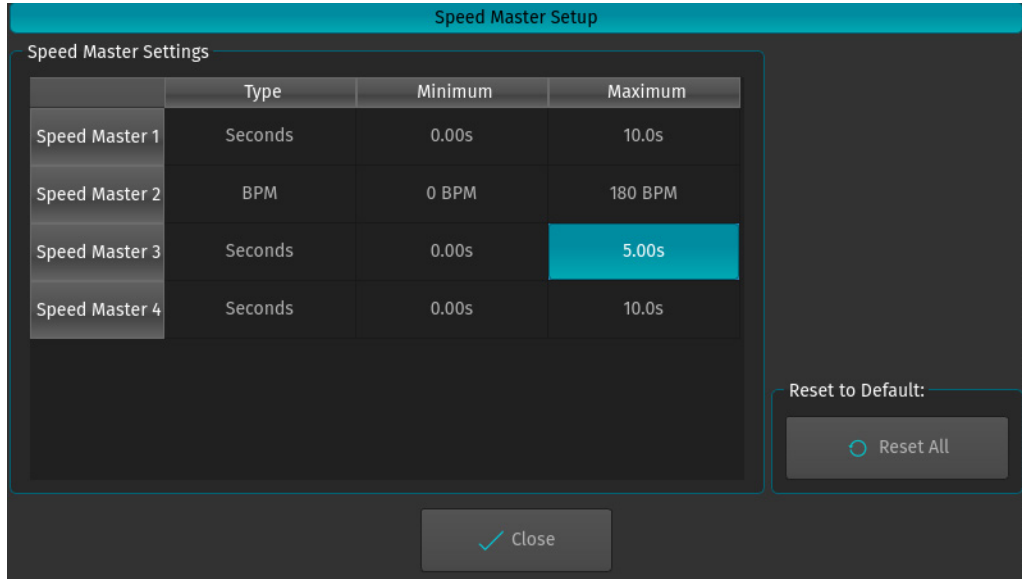 Speed Master Setup
Speed Master Settings
Type Minimum Maximum
Speed Master 1 Seconds 0.00s 10.0s
Speed Master 2 BPM 0 BPM 180 BPM
Speed Master 3 Seconds 0.00s 5.00s
Speed Master 4 Seconds 0.00s 10.0s
Reset to Default:
Reset All
Close